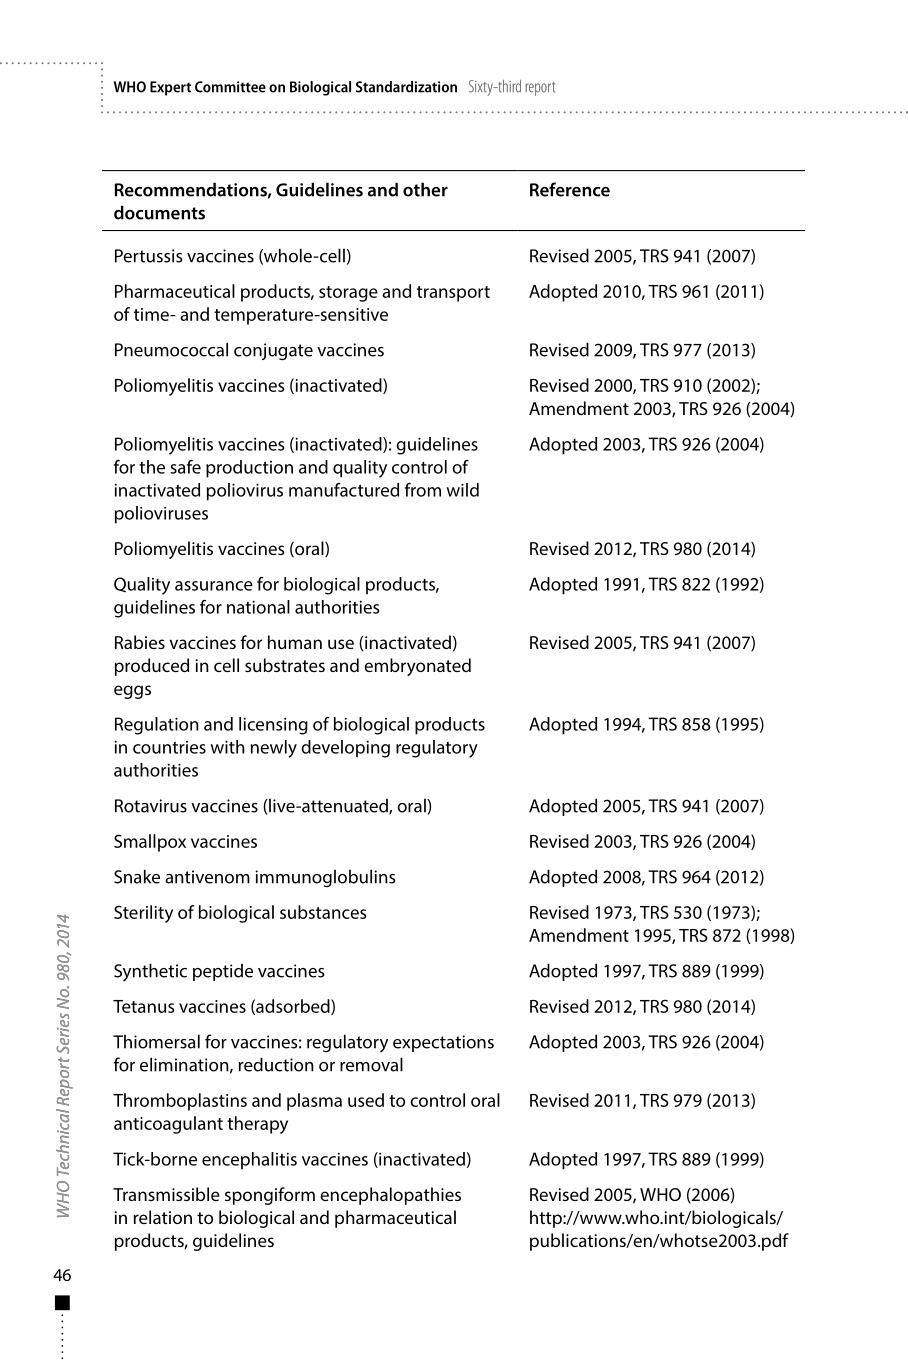 WHO Expert Committee on Biological Standardization Sixty-third report
Recommendations, Guidelines and other documents
Reference
Pertussis vaccines (whole-cell)
Revised 2005, TRS 941 (2007)
Pharmaceutical products, storage and transport
of time- and temperature-sensitive
Adopted 2010, TRS 961 (2011)
Pneumococcal conjugate vaccines
Revised 2009, TRS 977 (2013)
Poliomyelitis vaccines (inactivated)
Revised 2000, TRS 910 (2002);
Amendment 2003, TRS 926 (2004)
Poliomyelitis vaccines (inactivated): guidelines
for the safe production and quality control of
inactivated poliovirus manufactured from wild
polioviruses
Adopted 2003, TRS 926 (2004)
Poliomyelitis vaccines (oral)
Revised 2012, TRS 980 (2014)
Quality assurance for biological products,
guidelines for national authorities
Adopted 1991, TRS 822 (1992)
Rabies vaccines for human use (inactivated)
produced in cell substrates and embryonated
eggs
Revised 2005, TRS 941 (2007)
Regulation and licensing of biological products
in countries with newly developing regulatory
authorities
Adopted 1994, TRS 858 (1995)
Rotavirus vaccines (live-attenuated, oral)
Adopted 2005, TRS 941 (2007)
Smallpox vaccines
Revised 2003, TRS 926 (2004)
Snake antivenom immunoglobulins
Adopted 2008, TRS 964 (2012)
Sterility of biological substances
Revised 1973, TRS 530 (1973);
Amendment 1995, TRS 872 (1998)
Synthetic peptide vaccines
Adopted 1997, TRS 889 (1999)
Tetanus vaccines (adsorbed)
Revised 2012, TRS 980 (2014)
Thiomersal for vaccines: regulatory expectations
for elimination, reduction or removal
Adopted 2003, TRS 926 (2004)
Thromboplastins and plasma used to control oral
anticoagulant therapy
Revised 2011, TRS 979 (2013)
Tick-borne encephalitis vaccines (inactivated)
Adopted 1997, TRS 889 (1999)
Transmissible spongiform encephalopathies
in relation to biological and pharmaceutical
products, guidelines
Revised 2005, WHO (2006)
http://www.who.int/biologicals/
publications/en/whotse2003.pdf
WHO Technical Report Series No. 980, 2014
46